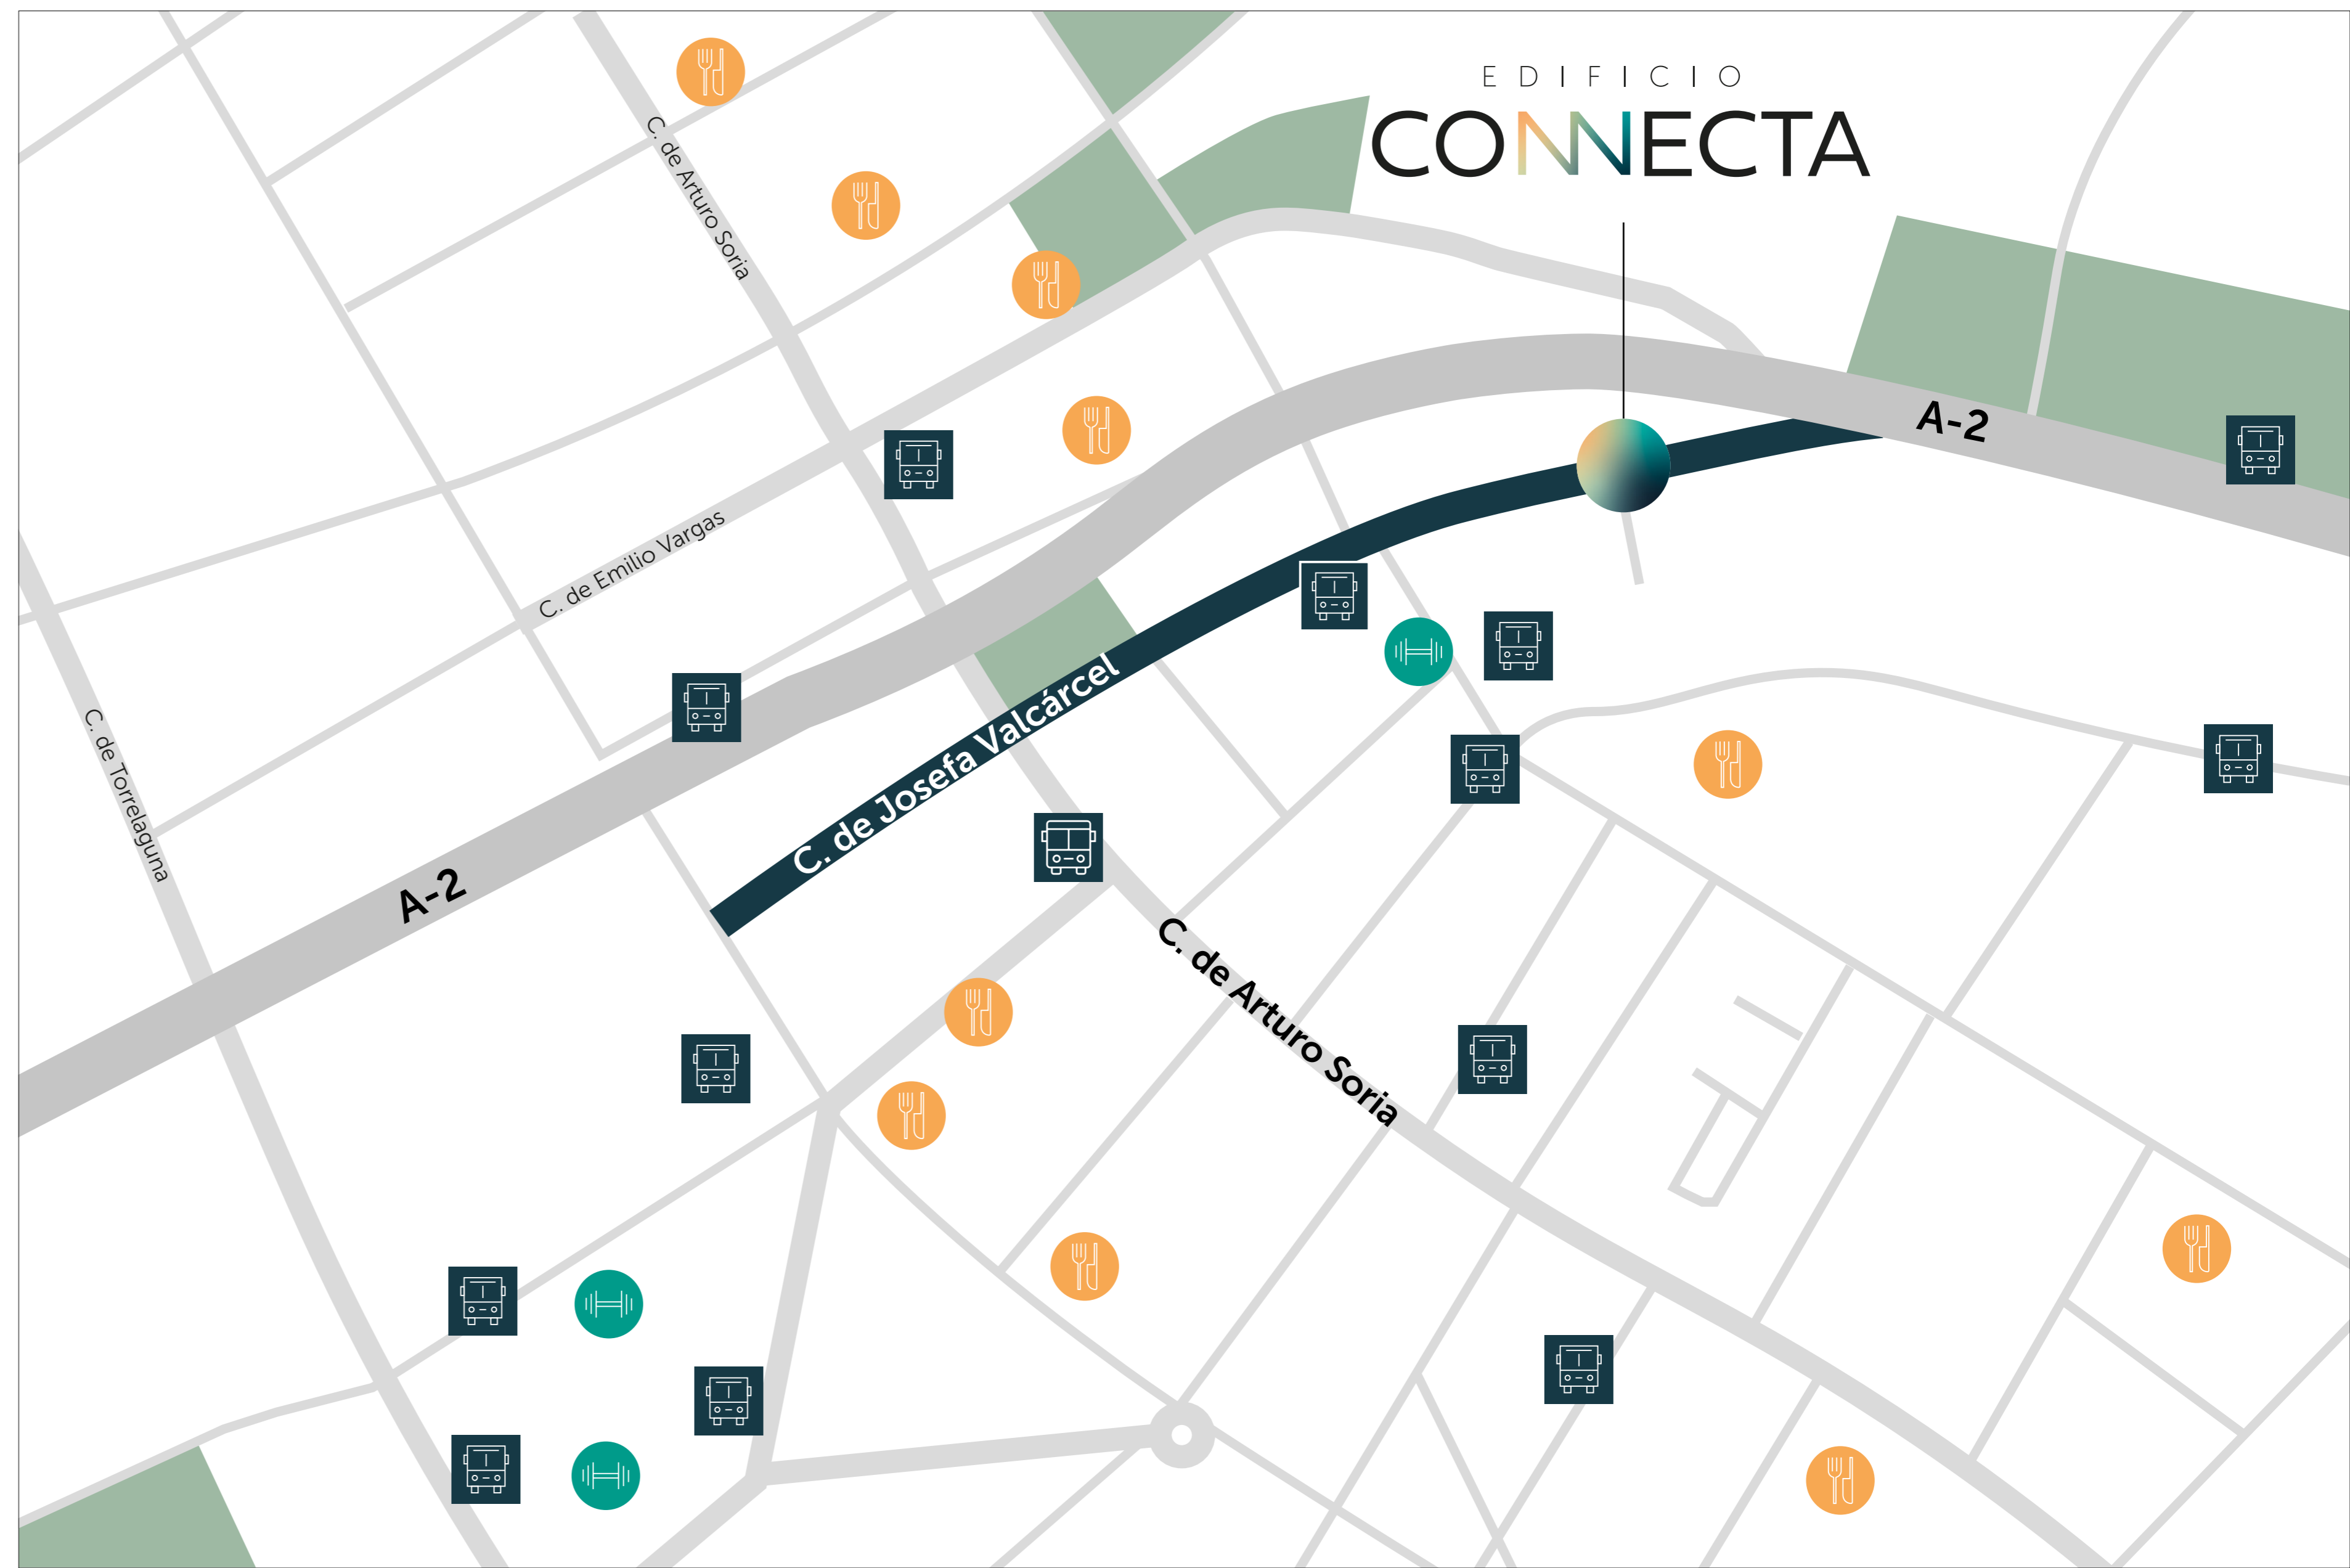 EDIFICIO
CONNECTA
C. de Arturo Soria
A-2
C. de Emilio Vargas
C. de Josefa Valcárcel
C. de Torrelaguna
A-2
C. de Arturo Soria